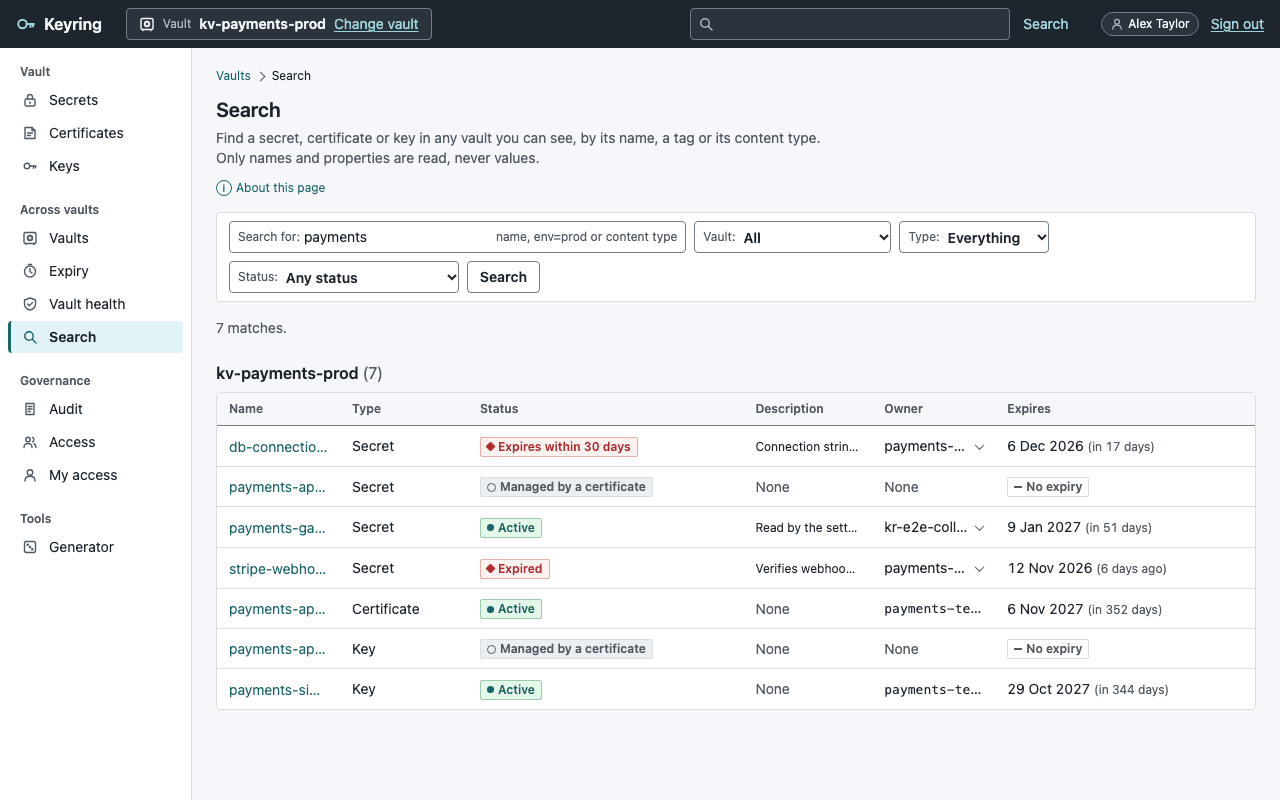 Keyring
Vault kv-payments-prod Change vault
Search
Alex Taylor
Sign out
Vault
Secrets
Certificates
Keys
Across vaults
Vaults
Expiry
Vault health
Search
Governance
Audit
Access
My access
Tools
Generator
Vaults > Search
Search
Find a secret, certificate or key in any vault you can see, by its name, a tag or its content type.
Only names and properties are read, never values.
About this page
Search for: payments name, env=prod or content type Vault: All Type: Everything
Status: Any status Search
7 matches.
kv-payments-prod (7)
Name Type Status Description Owner Expires
db-connectio... Secret Expires within 30 days Connection strin... payments-... 6 Dec 2026 (in 17 days)
payments-ap... Secret Managed by a certificate None None No expiry
payments-ga... Secret Active Read by the sett... kr-e2e-coll... 9 Jan 2027 (in 51 days)
stripe-webho... Secret Expired Verifies webhoo... payments-... 12 Nov 2026 (6 days ago)
payments-ap... Certificate Active None payments-te... 6 Nov 2027 (in 352 days)
payments-ap... Key Managed by a certificate None None No expiry
payments-si... Key Active None payments-te... 29 Oct 2027 (in 344 days)